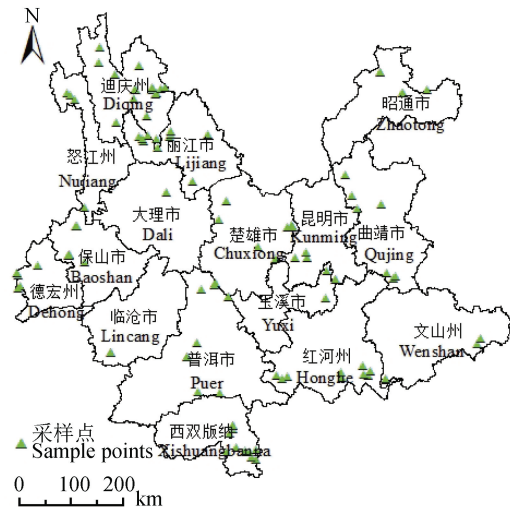 N
迪庆州
Diqing
昭通市
Zhaotong
怒江州
Nujiang
丽江市
Lijiang
大理市
Dali
楚雄市
Chuxiong
昆明市
Kunming
曲靖市
Qujing
保山市
Baoshan
德宏州
Dehong
临沧市
Lincang
玉溪市
Yuxi
普洱市
Puer
红河州
Honghe
文山州
Wenshan
西双版纳
Xishuangbanna
采样点
Sample points
0 100 200
km